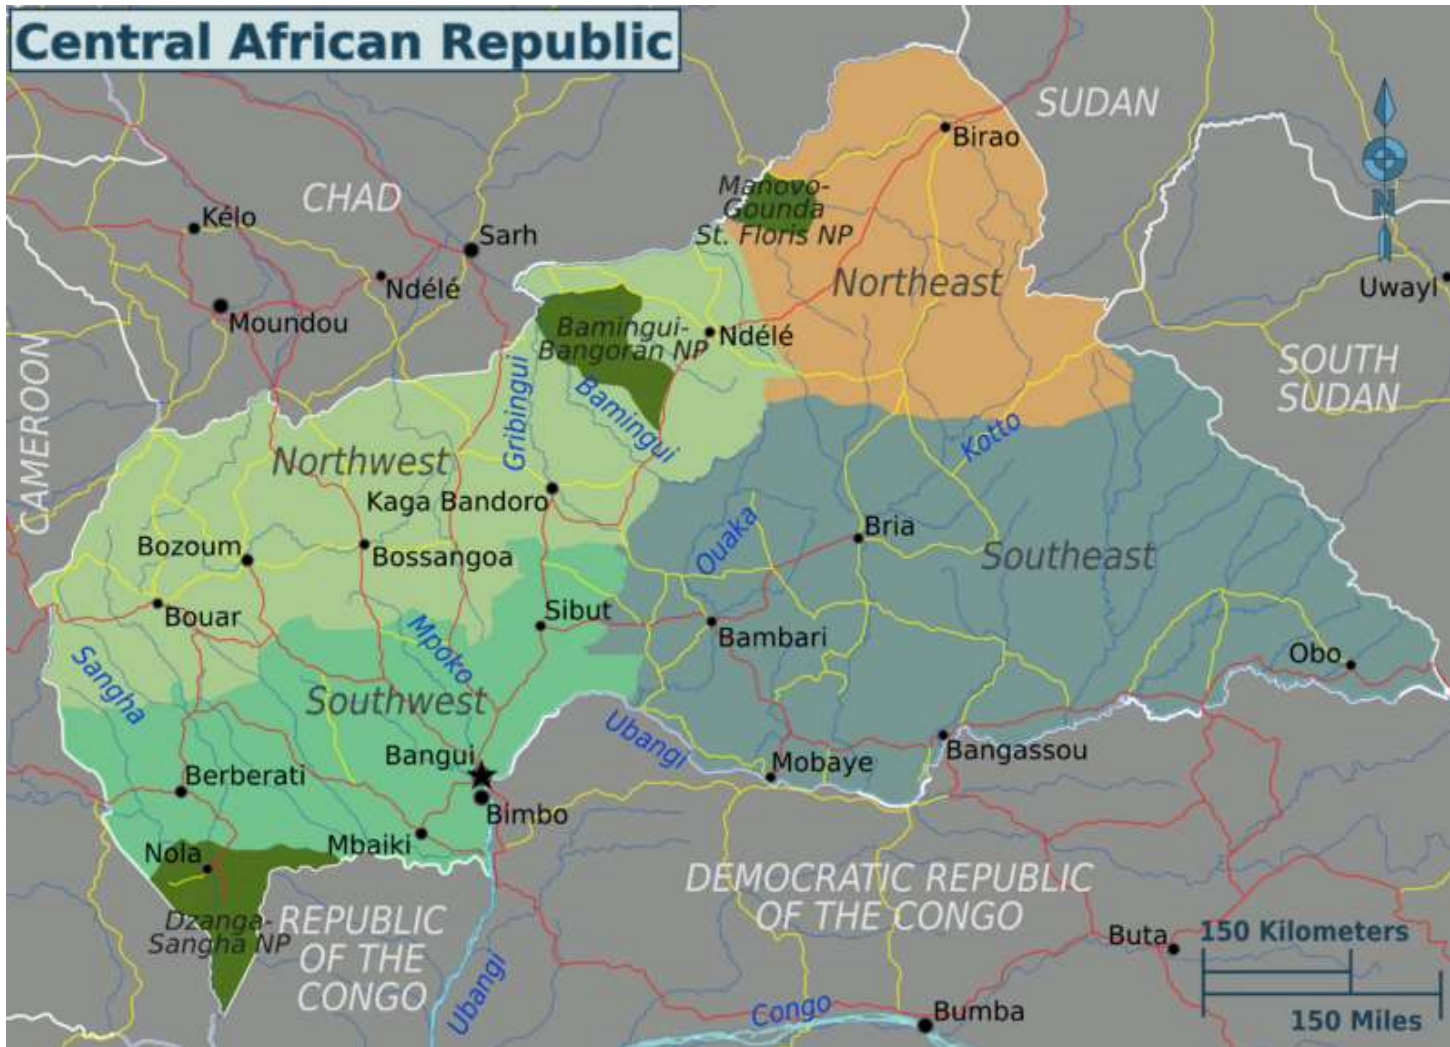 Central African Republic
SUDAN
Birao
CHAD
Manovo-
Gounda
St. Floris NP
N
Kélo
Sarh
Ndélé
Northeast
Uwayl
Moundou
Bamingui-
Bangoran NP
Ndélé
CAMEROON
SOUTH
SUDAN
Gribingui
Bamingui
Kotto
Northwest
Kaga Bandoro
Ouaka
Bria
Bozoum
Bossangoa
Southeast
Bouar
Sibut
Mpoko
Bambari
Obo
Sangha
Southwest
Ubangi
Bangui
Bangassou
Mobaye
Berberati
Bimbo
Mbaiki
Nola
DEMOCRATIC REPUBLIC
OF THE CONGO
Dzanga-
Sangha NP
REPUBLIC
OF THE
CONGO
Buta
150 Kilometers
Ubangi
Congo
Bumba
150 Miles